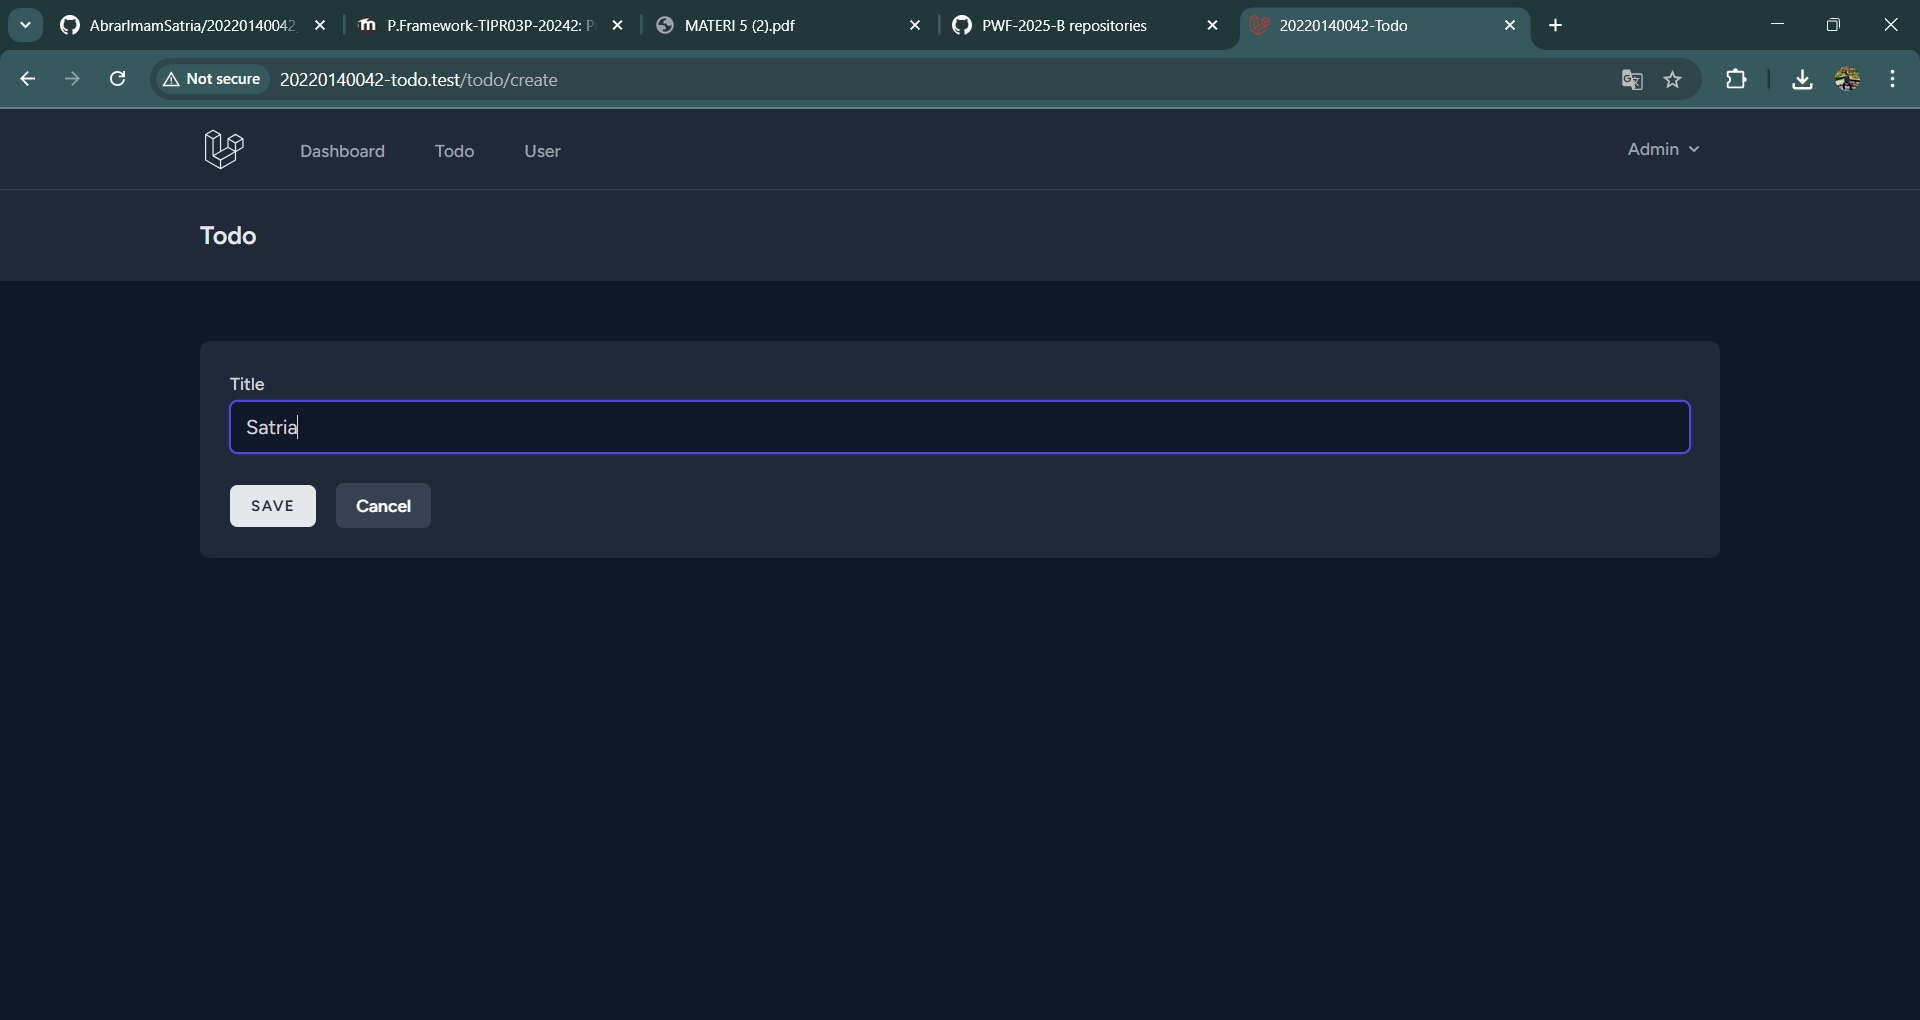 AbrarImamSatria/20220140042
P.Framework-TIPR03P-20242: P
MATERI 5 (2).pdf
PWF-2025-B repositories
20220140042-Todo
Not secure
20220140042-todo.test/todo/create
Dashboard
Todo
User
Admin
Todo
Title
Satria
SAVE
Cancel